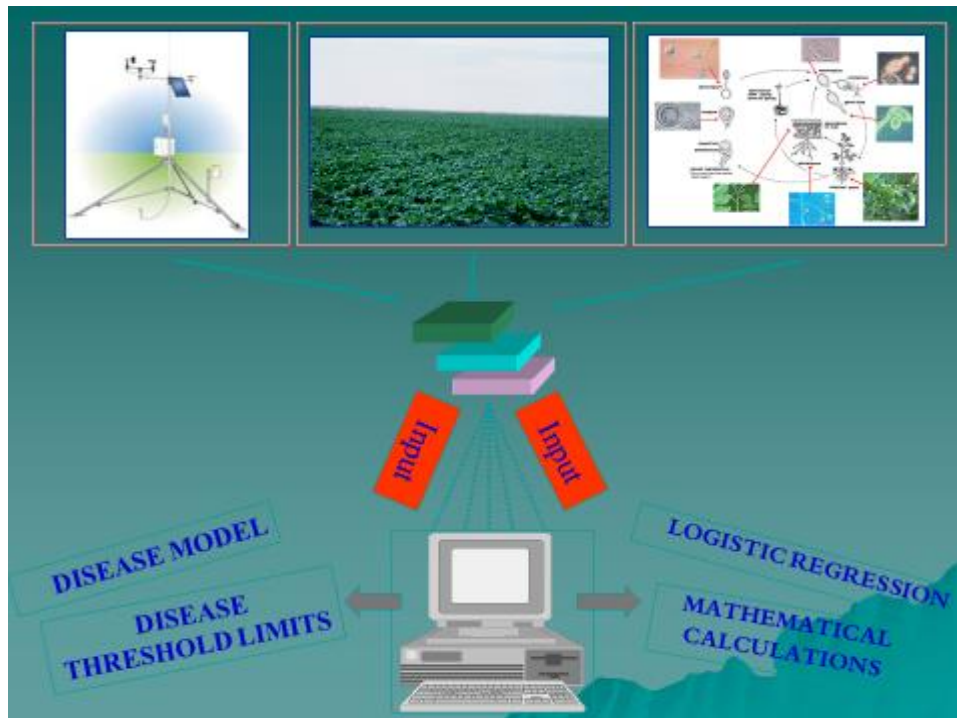 Input
Input
DISEASE MODEL
DISEASE
THRESHOLD LIMITS
LOGISTIC REGRESSION
MATHEMATICAL
CALCULATIONS